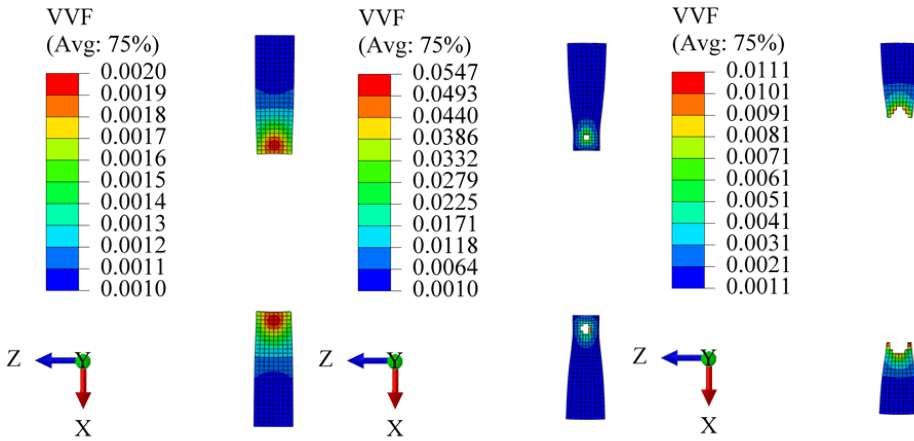 VVF
(Avg: 75%)
0.0020
0.0019
0.0018
0.0017
0.0016
0.0015
0.0014
0.0013
0.0012
0.0011
0.0010
Z
Y
X
VVF
(Avg: 75%)
0.0547
0.0493
0.0440
0.0386
0.0332
0.0279
0.0225
0.0171
0.0118
0.0064
0.0010
Z
Y
X
VVF
(Avg: 75%)
0.0111
0.0101
0.0091
0.0081
0.0071
0.0061
0.0051
0.0041
0.0031
0.0021
0.0011
Z
Y
X